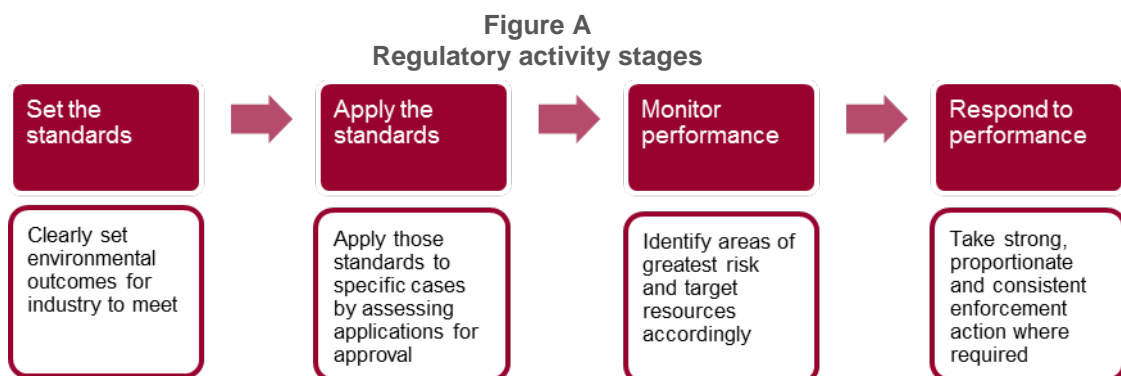 Figure A
Regulatory activity stages
Set the
standards
Apply the
standards
Monitor
performance
Respond to
performance
Clearly set
environmental
outcomes for
industry to meet
Apply those
standards to
specific cases
by assessing
applications for
approval
Identify areas of
greatest risk
and target
resources
accordingly
Take strong,
proportionate
and consistent
enforcement
action where
required